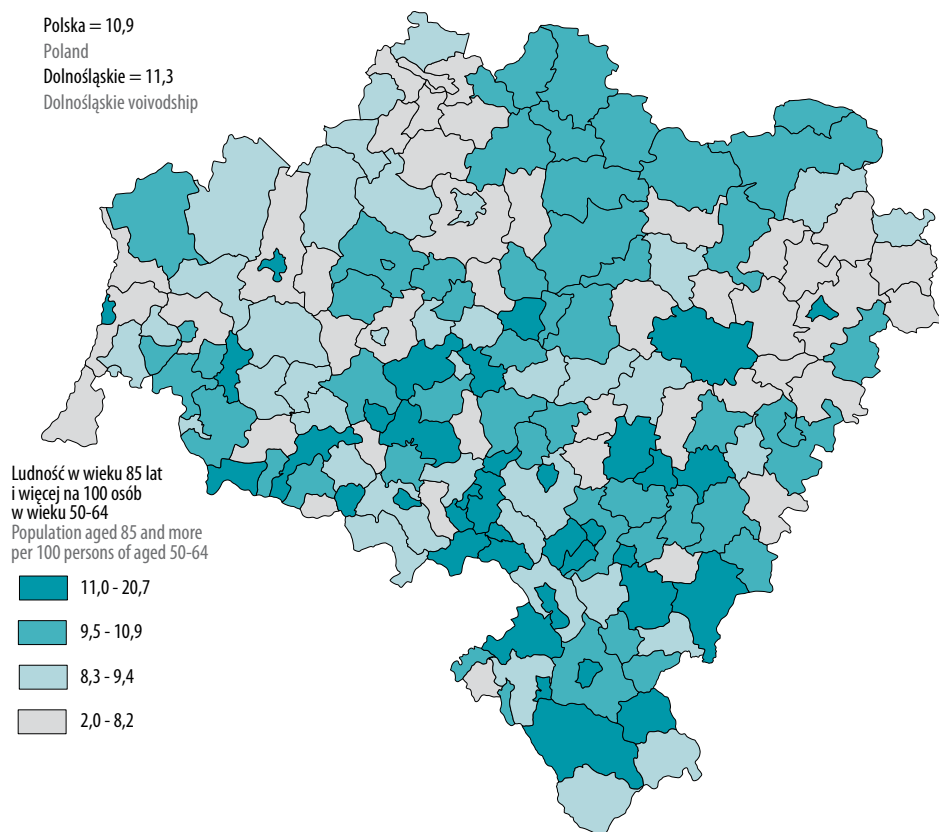 Polska = 10,9
Poland
Dolnośląskie = 11,3
Dolnośląskie voivodship
Ludność w wieku 85 lat
i więcej na 100 osób
w wieku 50-64
Population aged 85 and more
per 100 persons of aged 50-64
11,0 - 20,7
9,5 - 10,9
8,3 - 9,4
2,0 - 8,2